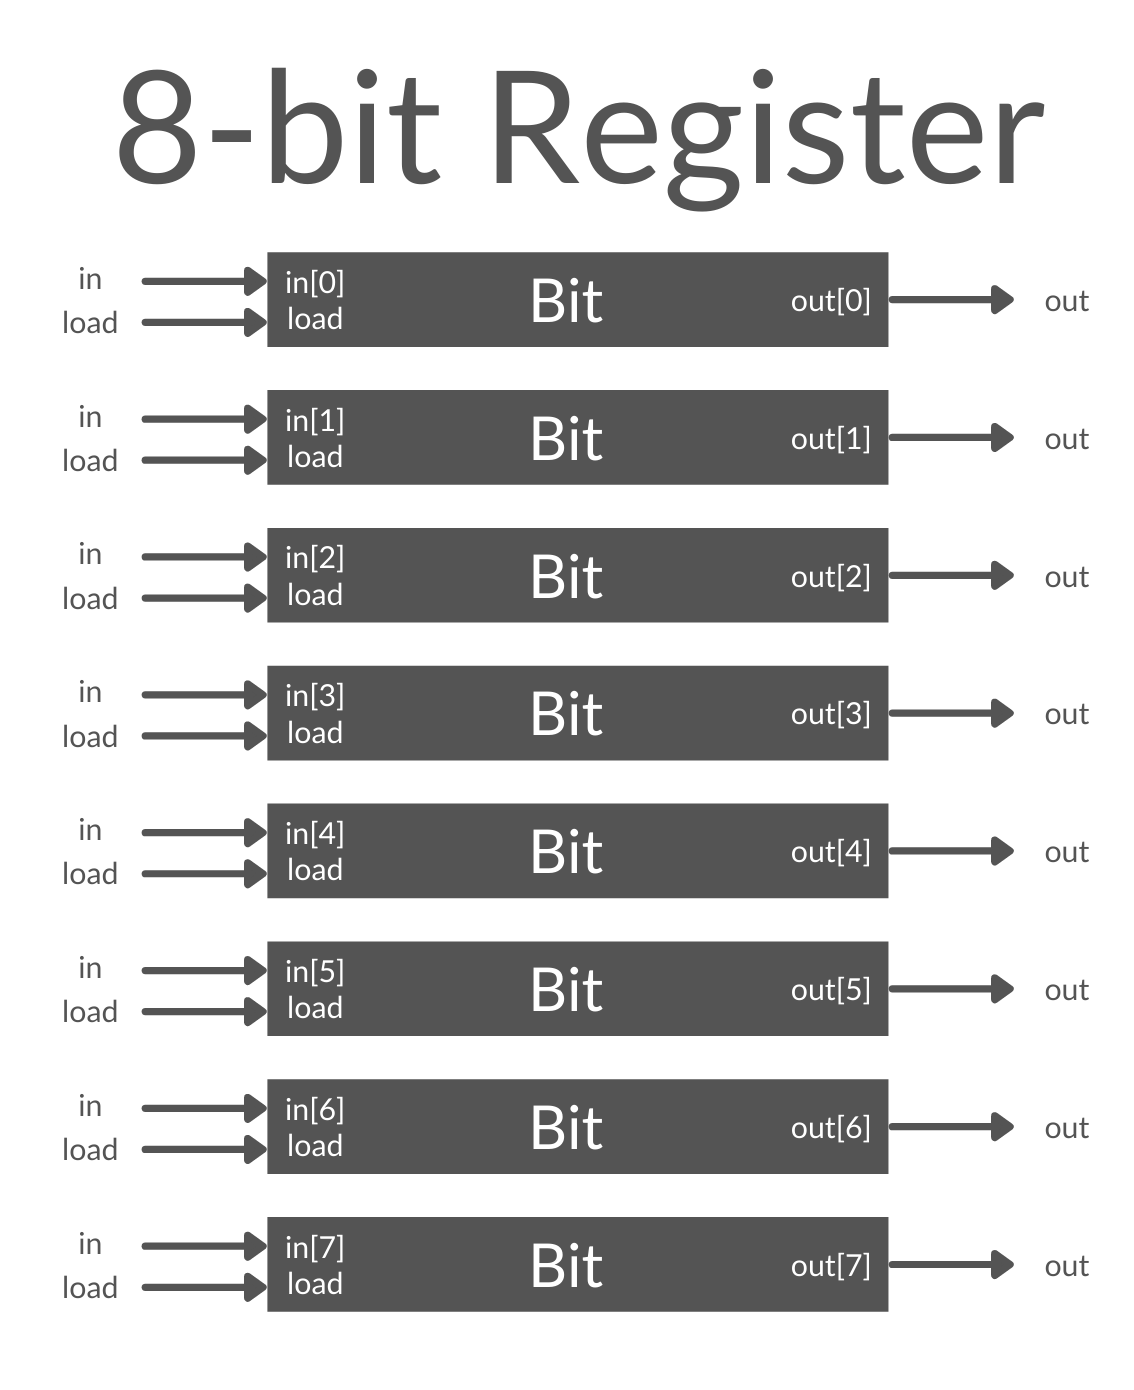 8-bit Register
in in[0] Bit out[0] out
load load
in in[1] Bit out[1] out
load load
in in[2] Bit out[2] out
load load
in in[3] Bit out[3] out
load load
in in[4] Bit out[4] out
load load
in in[5] Bit out[5] out
load load
in in[6] Bit out[6] out
load load
in in[7] Bit out[7] out
load load